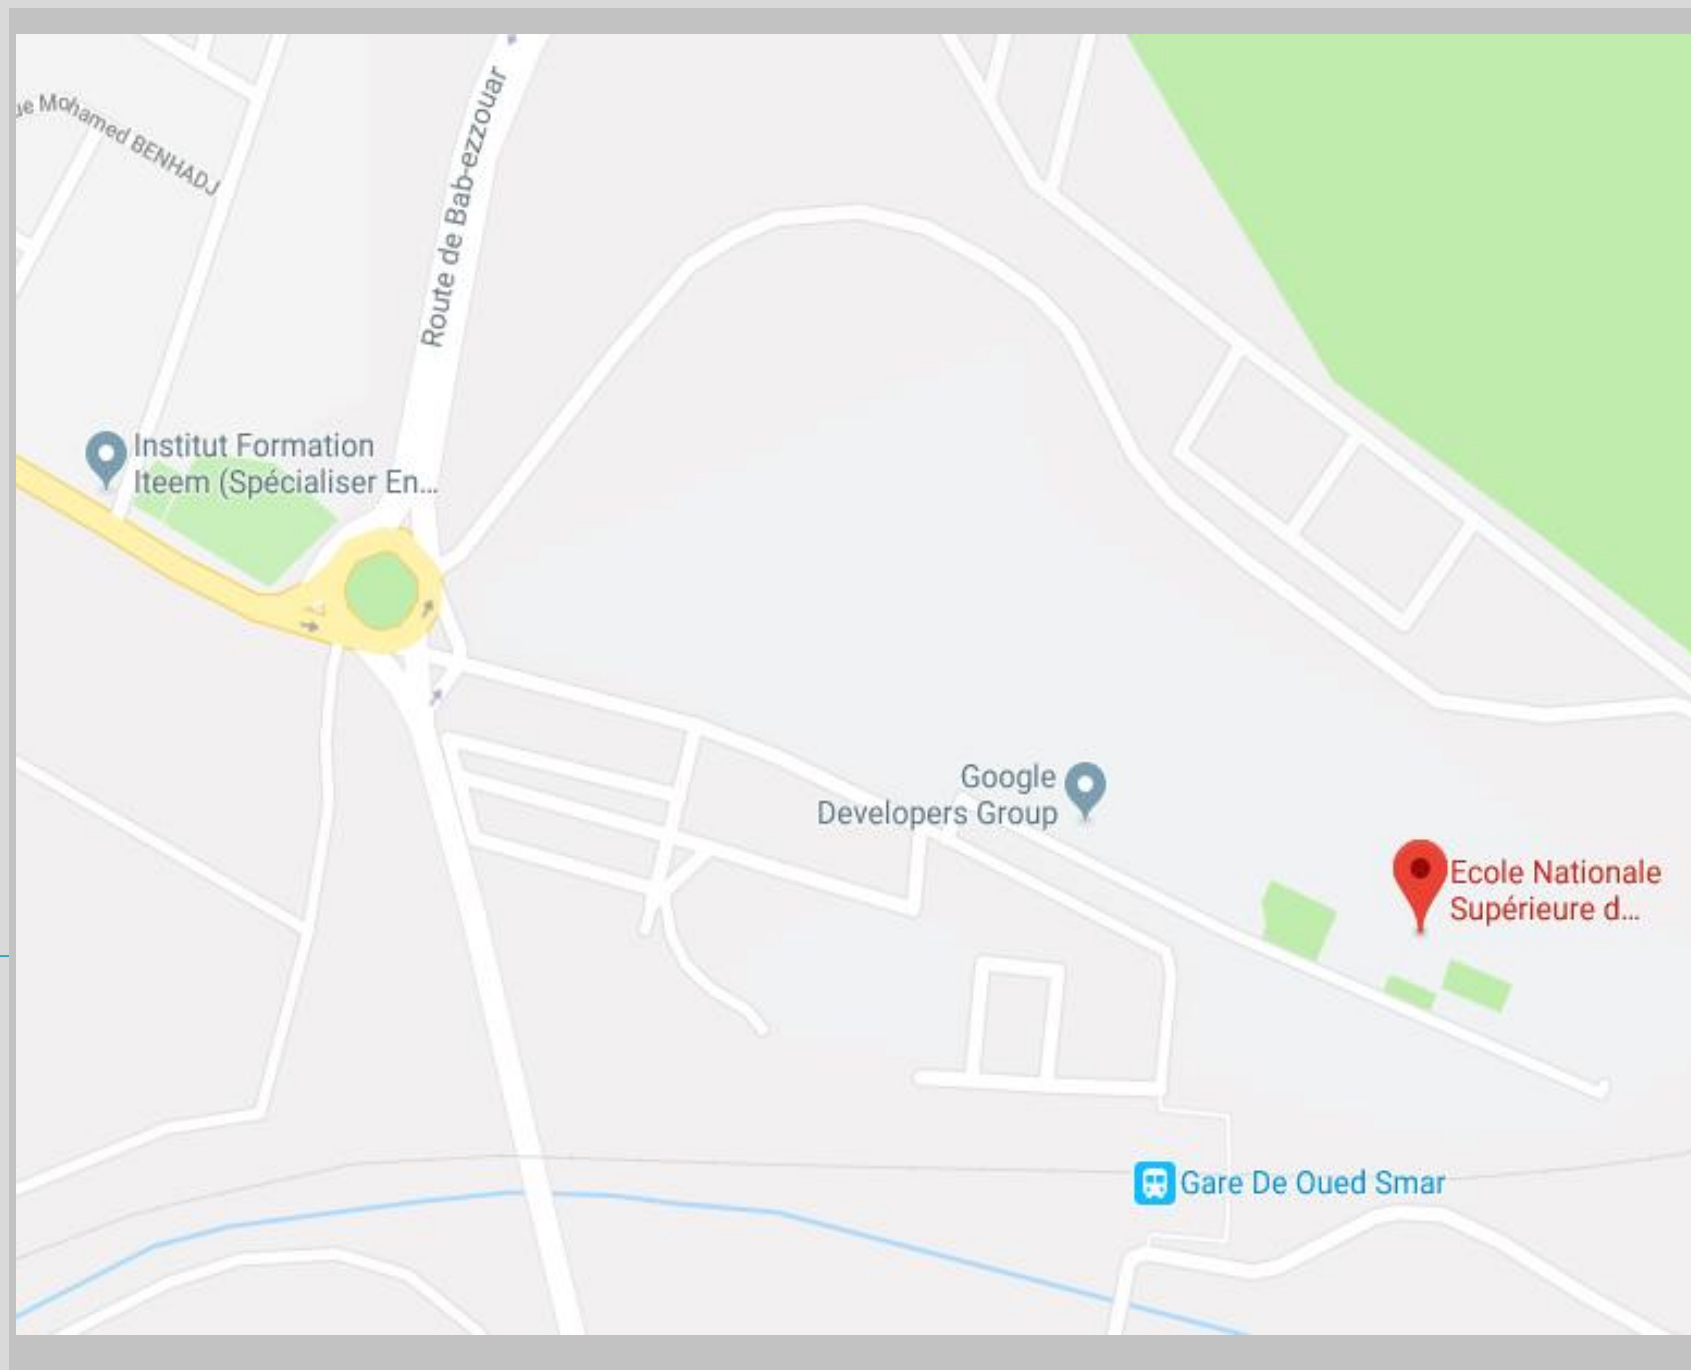 Mohamed BENHADJ
Route de Bab-ezzouar
Institut Formation
Iteem (Spécialiser En...
Google
Developers Group
Ecole Nationale
Supérieure d...
Gare De Oued Smar